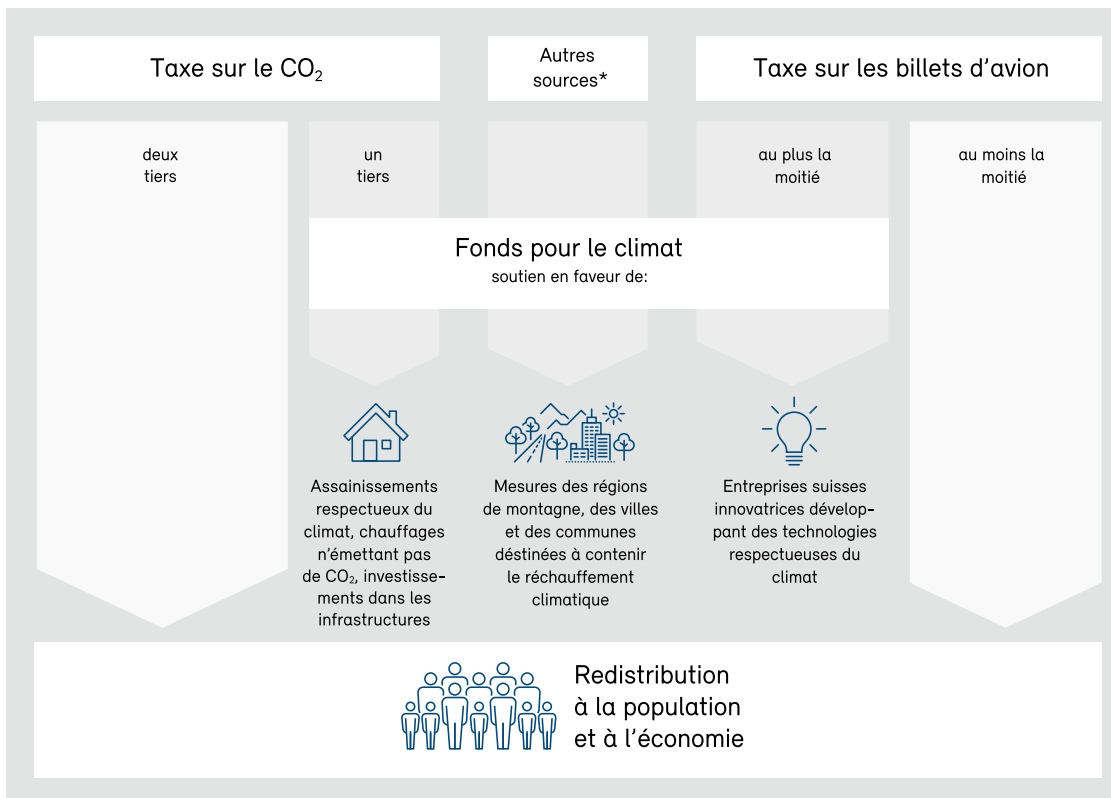 Taxe sur le CO₂
Autres
sources*
Taxe sur les billets d’avion
deux
tiers
un
tiers
au plus la
moitié
au moins la
moitié
Fonds pour le climat
soutien en faveur de:
Assainissements
respectueux du
climat, chauffages
n’émettant pas
de CO₂, investisse-
ments dans les
infrastructures
Mesures des régions
de montagne, des villes
et des communes
déstinées à contenir
le réchauffement
climatique
Entreprises suisses
innovatrices dévelop-
pant des technologies
respectueuses du
climat
Redistribution
à la population
et à l’économie